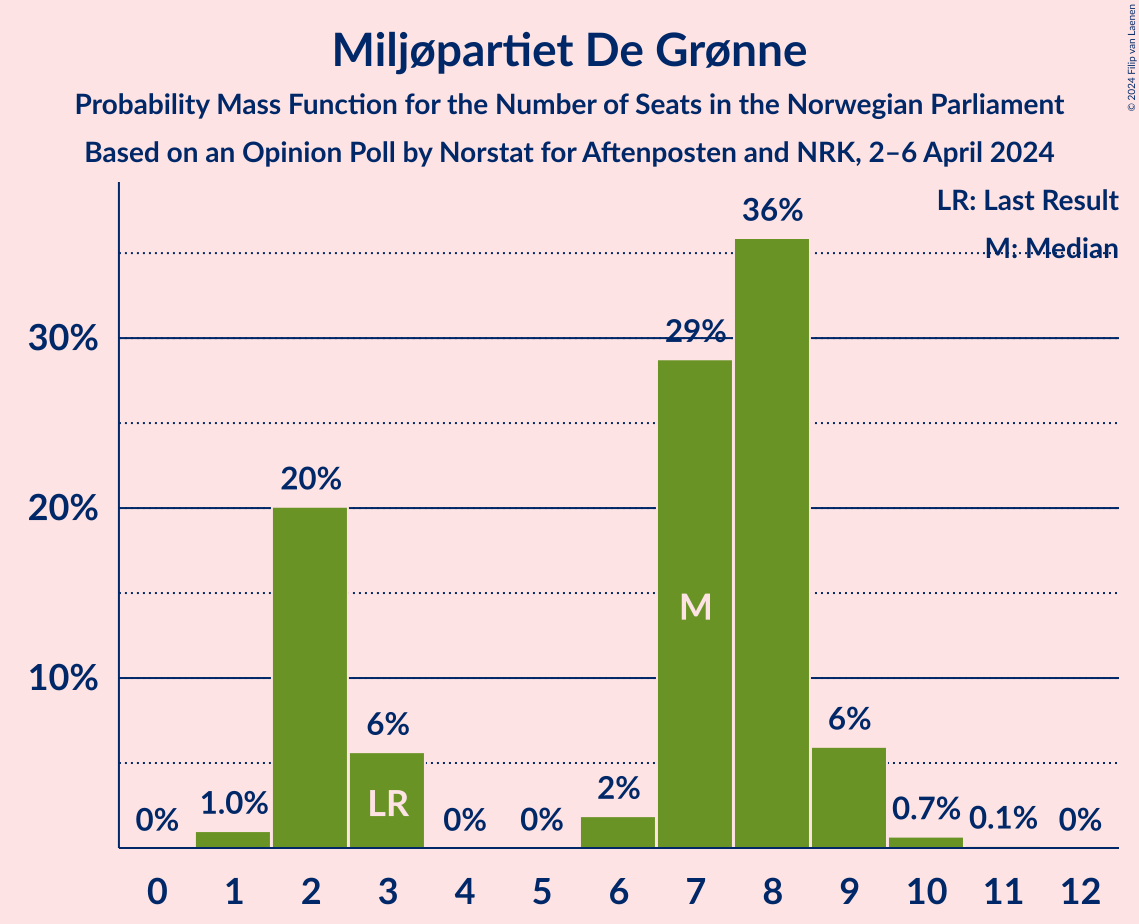 Miljøpartiet De Grønne
Probability Mass Function for the Number of Seats in the Norwegian Parliament
Based on an Opinion Poll by Norstat for Aftenposten and NRK, 2–6 April 2024
© 2024 Filip van Laenen
LR: Last Result
M: Median
30%
20%
10%
0%
1.0%
20%
6%
LR
0%
0%
2%
29%
M
36%
6%
0.7%
0.1%
0%
0 1 2 3 4 5 6 7 8 9 10 11 12